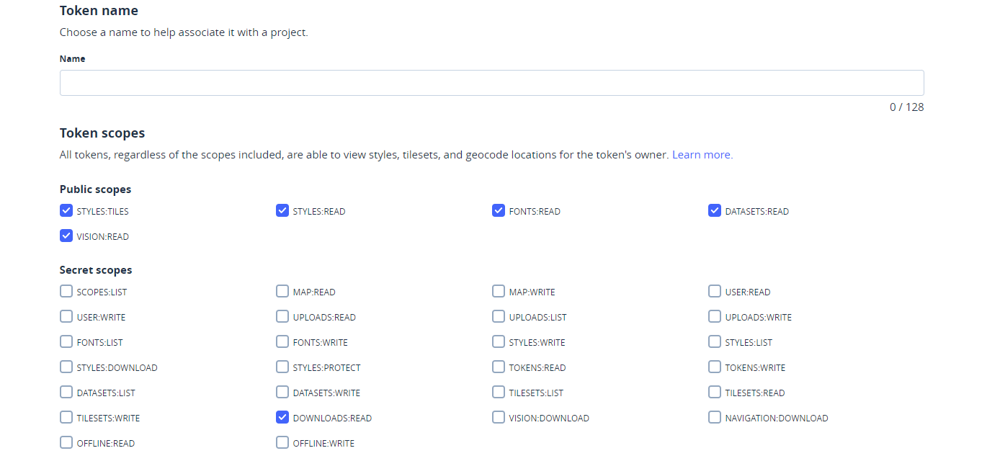 Token name
Choose a name to help associate it with a project.
Name
0 / 128
Token scopes
All tokens, regardless of the scopes included, are able to view styles, tilesets, and geocode locations for the token's owner. Learn more.
Public scopes
STYLES:TILES STYLES:READ FONTS:READ DATASETS:READ
VISION:READ
Secret scopes
SCOPES:LIST MAP:READ MAP:WRITE USER:READ
USER:WRITE UPLOADS:READ UPLOADS:LIST UPLOADS:WRITE
FONTS:LIST FONTS:WRITE STYLES:WRITE STYLES:LIST
STYLES:DOWNLOAD STYLES:PROTECT TOKENS:READ TOKENS:WRITE
DATASETS:LIST DATASETS:WRITE TILESETS:LIST TILESETS:READ
TILESETS:WRITE DOWNLOADS:READ VISION:DOWNLOAD NAVIGATION:DOWNLOAD
OFFLINE:READ OFFLINE:WRITE